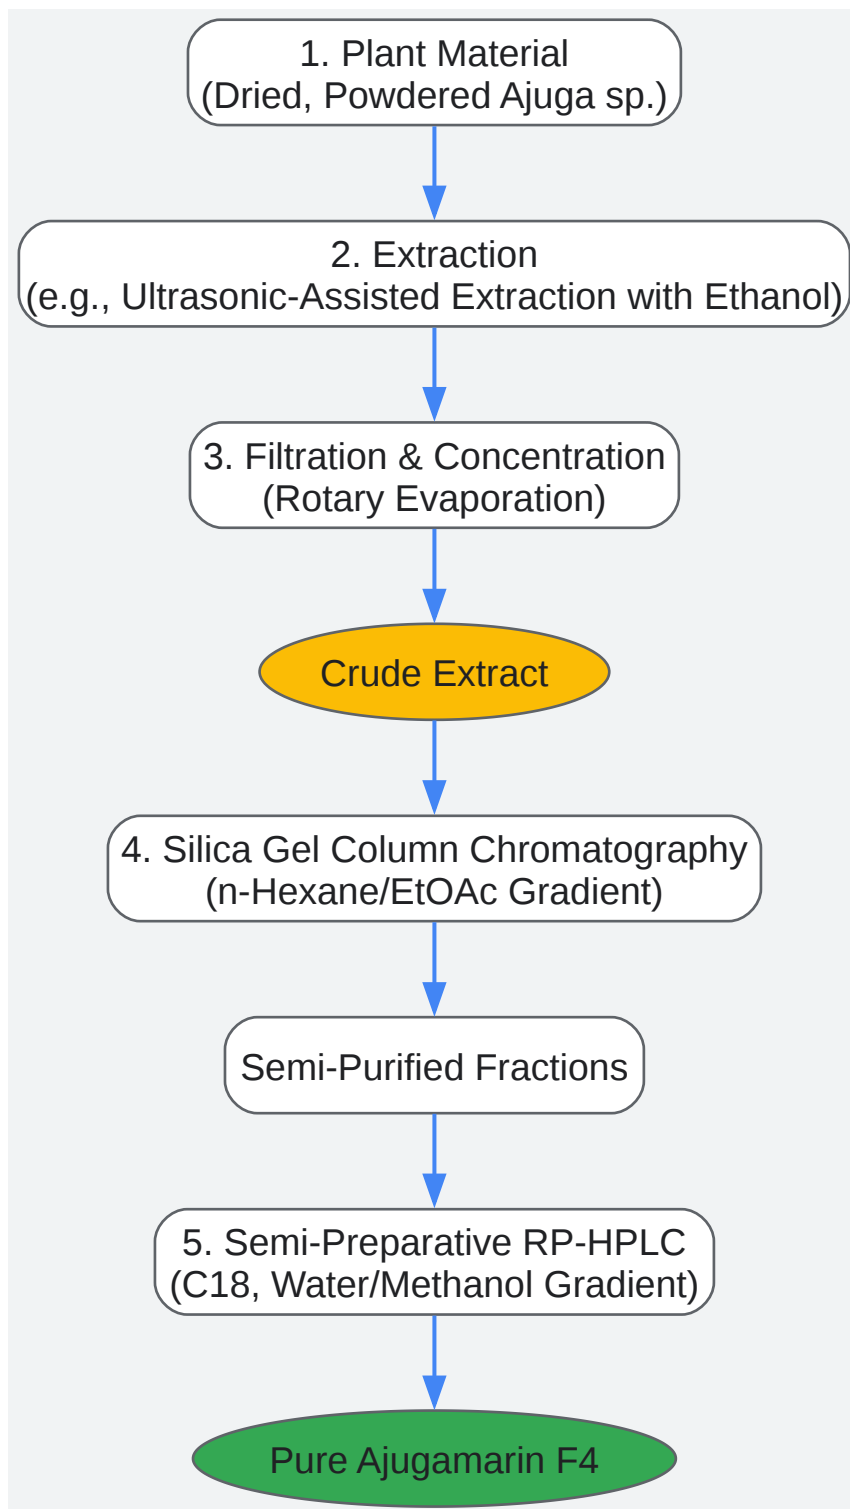 1. Plant Material
(Dried, Powdered Ajuga sp.)
2. Extraction
(e.g., Ultrasonic-Assisted Extraction with Ethanol)
3. Filtration & Concentration
(Rotary Evaporation)
Crude Extract
4. Silica Gel Column Chromatography
(n-Hexane/EtOAc Gradient)
Semi-Purified Fractions
5. Semi-Preparative RP-HPLC
(C18, Water/Methanol Gradient)
Pure Ajugamarin F4